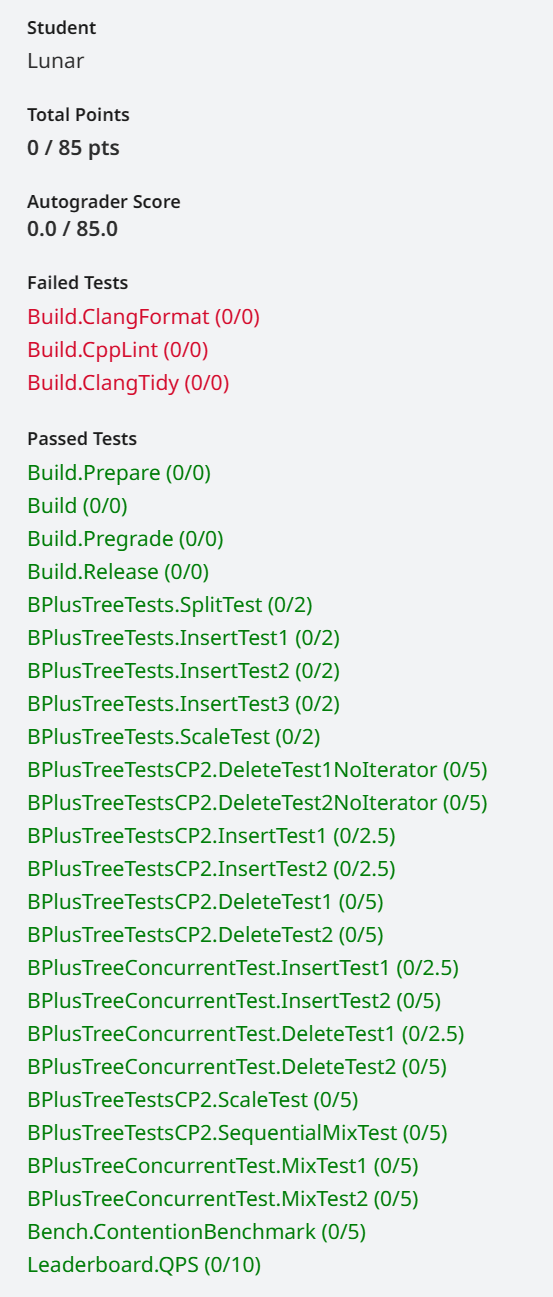 Student
Lunar
Total Points
0 / 85 pts
Autograder Score
0.0 / 85.0
Failed Tests
Build.ClangFormat (0/0)
Build.CppLint (0/0)
Build.ClangTidy (0/0)
Passed Tests
Build.Prepare (0/0)
Build (0/0)
Build.Pregrade (0/0)
Build.Release (0/0)
BPlusTreeTests.SplitTest (0/2)
BPlusTreeTests.InsertTest1 (0/2)
BPlusTreeTests.InsertTest2 (0/2)
BPlusTreeTests.InsertTest3 (0/2)
BPlusTreeTests.ScaleTest (0/2)
BPlusTreeTestsCP2.DeleteTest1NoIterator (0/5)
BPlusTreeTestsCP2.DeleteTest2NoIterator (0/5)
BPlusTreeTestsCP2.InsertTest1 (0/2.5)
BPlusTreeTestsCP2.InsertTest2 (0/2.5)
BPlusTreeTestsCP2.DeleteTest1 (0/5)
BPlusTreeTestsCP2.DeleteTest2 (0/5)
BPlusTreeConcurrentTest.InsertTest1 (0/2.5)
BPlusTreeConcurrentTest.InsertTest2 (0/5)
BPlusTreeConcurrentTest.DeleteTest1 (0/2.5)
BPlusTreeConcurrentTest.DeleteTest2 (0/5)
BPlusTreeTestsCP2.ScaleTest (0/5)
BPlusTreeTestsCP2.SequentialMixTest (0/5)
BPlusTreeConcurrentTest.MixTest1 (0/5)
BPlusTreeConcurrentTest.MixTest2 (0/5)
Bench.ContentionBenchmark (0/5)
Leaderboard.QPS (0/10)